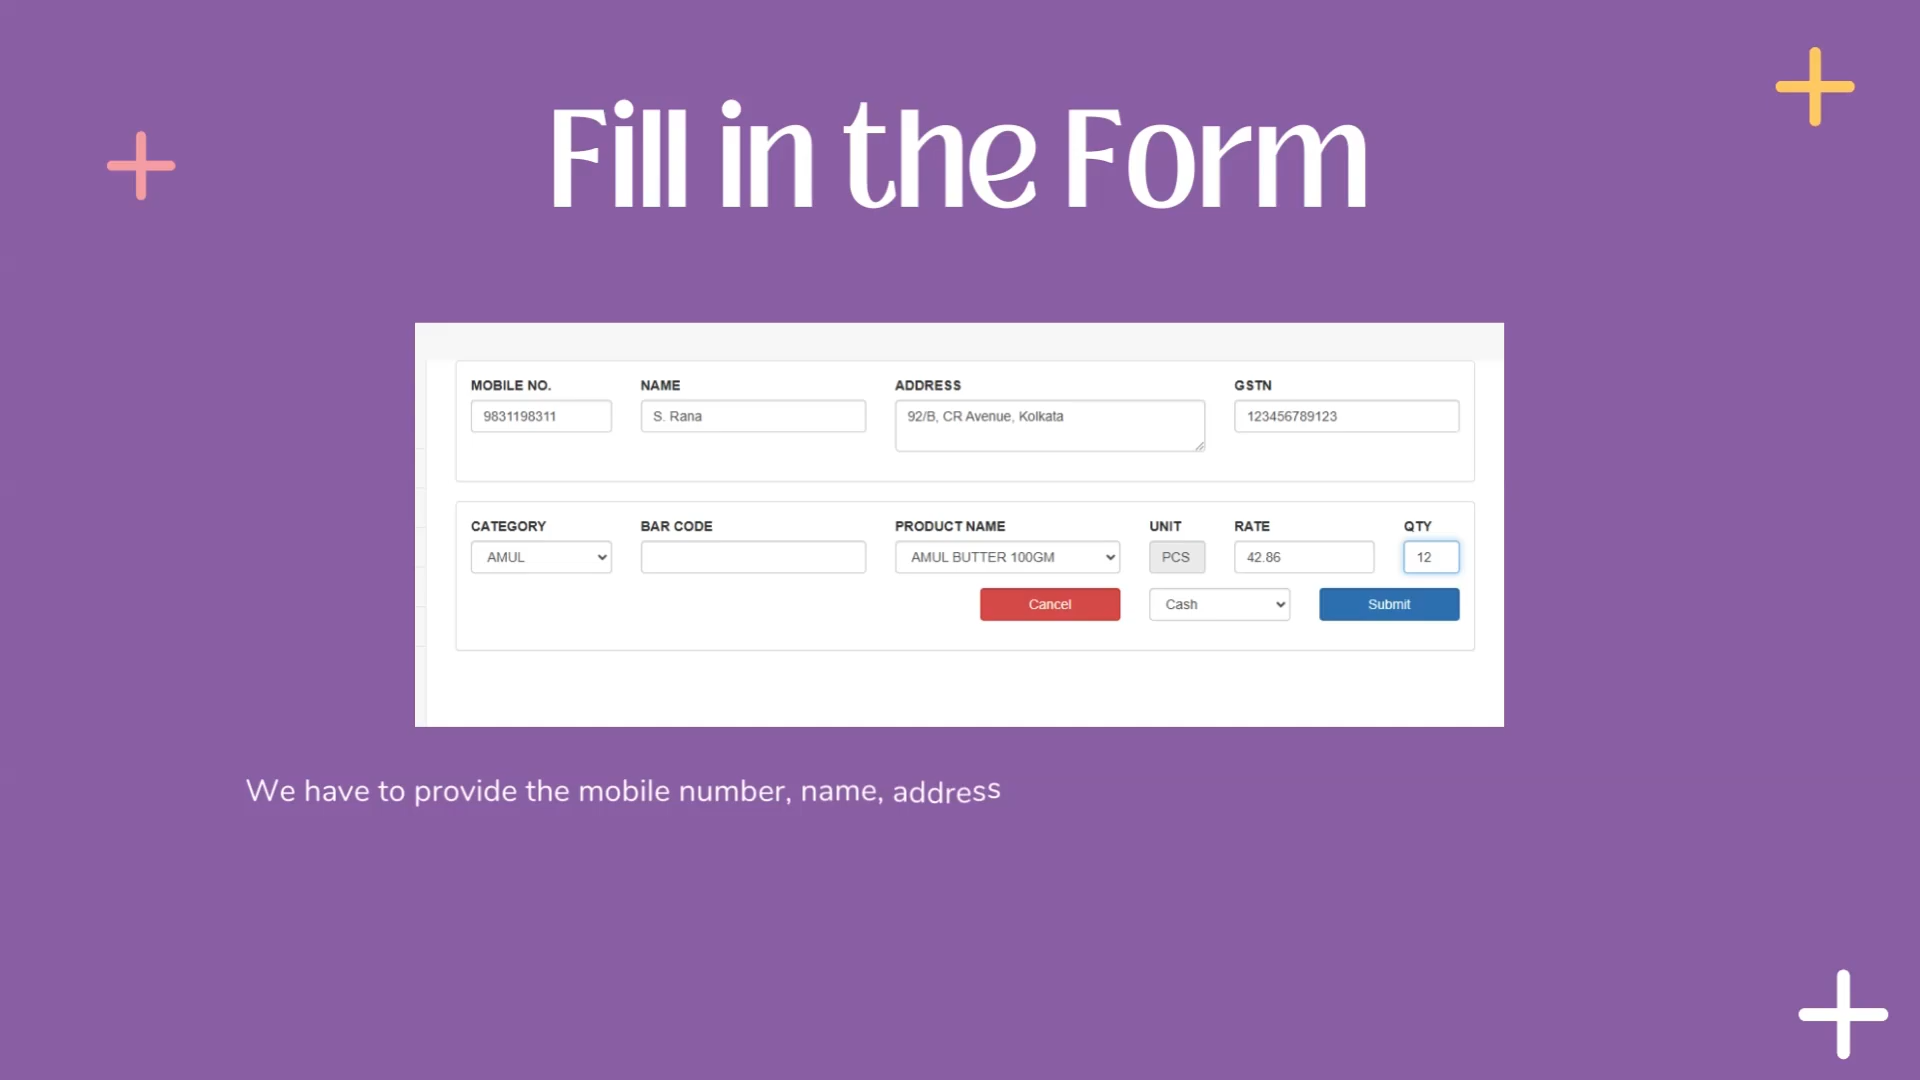 Fill in the Form
MOBILE NO. NAME ADDRESS GSTN
9831198311 S. Rana 92/B, CR Avenue, Kolkata 123456789123
CATEGORY BAR CODE PRODUCT NAME UNIT RATE QTY
AMUL AMUL BUTTER 100GM PCS 42.86 12
Cancel Cash Submit
We have to provide the mobile number, name, address